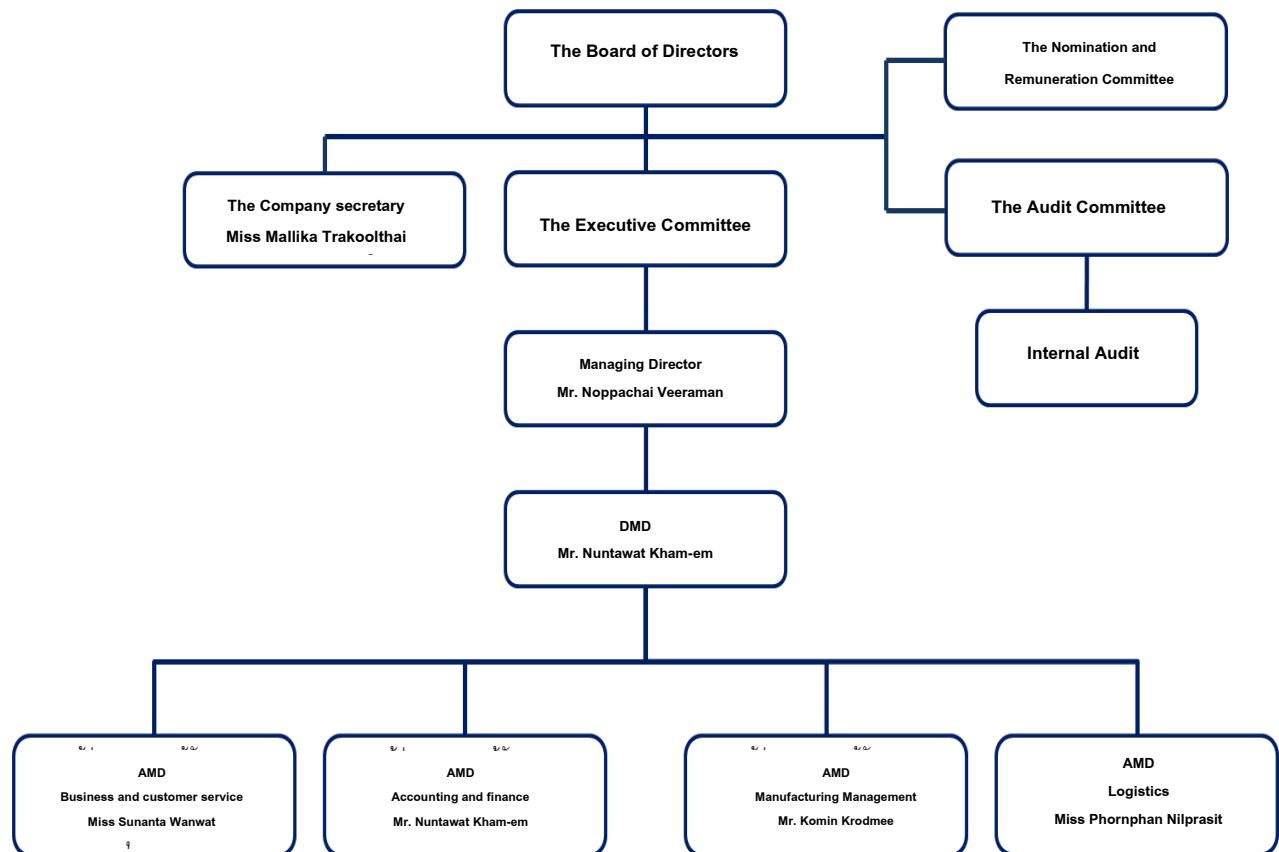 The Board of Directors
The Nomination and
Remuneration Committee
The Company secretary
Miss Mallika Trakoolthai
The Executive Committee
The Audit Committee
Internal Audit
Managing Director
Mr. Noppachai Veeraman
DMD
Mr. Nuntawat Kham-em
AMD
Business and customer service
Miss Sunanta Wanwat
AMD
Accounting and finance
Mr. Nuntawat Kham-em
AMD
Manufacturing Management
Mr. Komin Krodmee
AMD
Logistics
Miss Phornphan Nilprasit